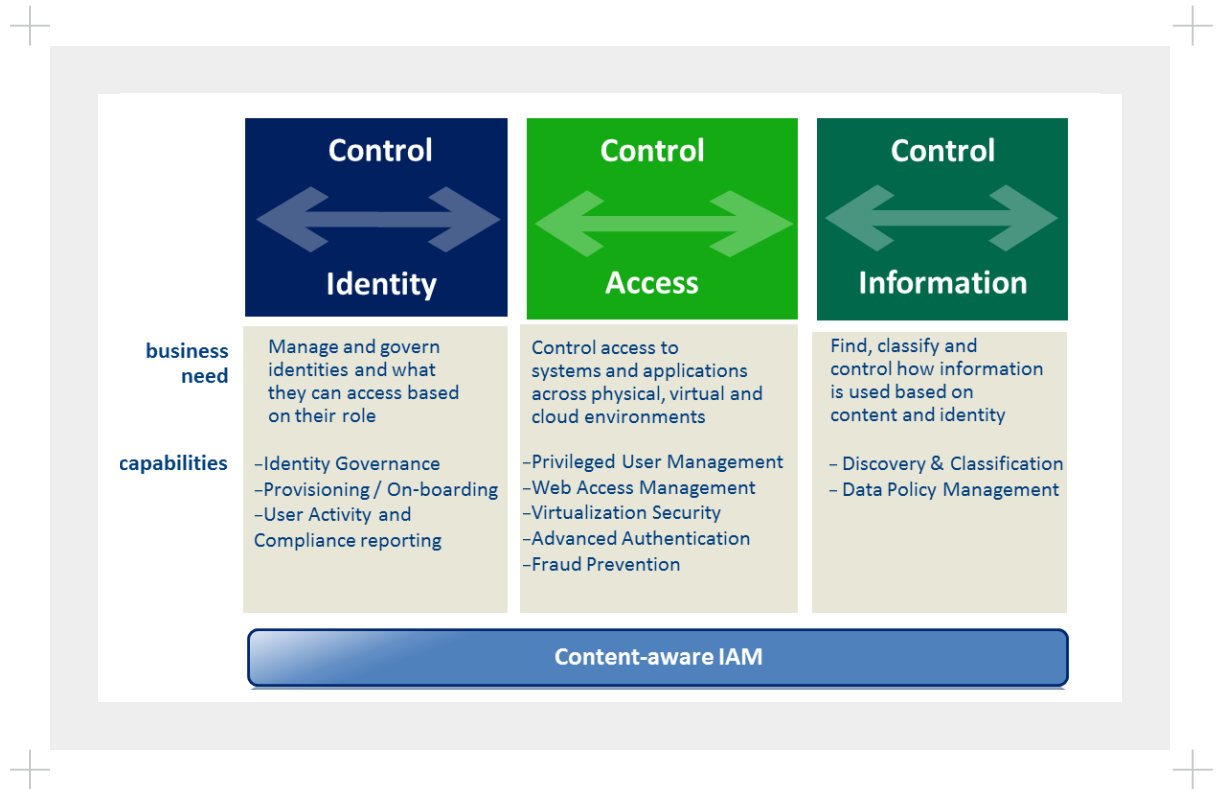 Control
Identity
Control
Access
Control
Information
business
need
Manage and govern
identities and what
they can access based
on their role
Control access to
systems and applications
across physical, virtual and
cloud environments
Find, classify and
control how information
is used based on
content and identity
capabilities
–Identity Governance
–Provisioning / On-boarding
–User Activity and
Compliance reporting
–Privileged User Management
–Web Access Management
–Virtualization Security
–Advanced Authentication
–Fraud Prevention
– Discovery & Classification
– Data Policy Management
Content-aware IAM